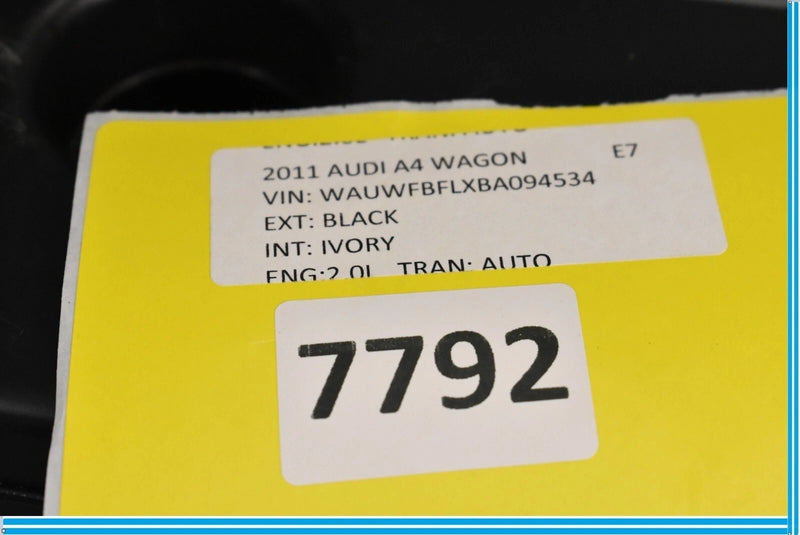 2011 AUDI A4 WAGON E7
VIN: WAUWFBFLXBA094534
EXT: BLACK
INT: IVORY
ENG:2.0L TRAN: AUTO
7792